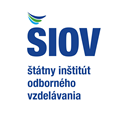 ŠIOV
štátny inštitút
odborného
vzdelávania